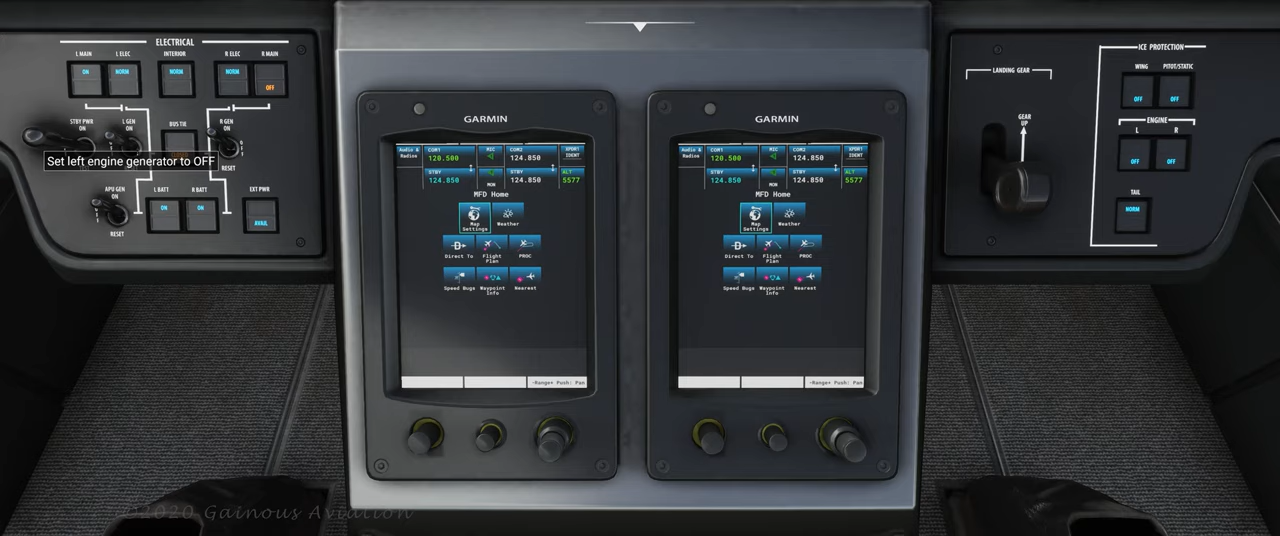 ELECTRICAL
L MAIN
L ELEC
INTERIOR
R ELEC
R MAIN
ON
NORM
NORM
NORM
OFF
STBY PWR
ON
L GEN
ON
BUS TIE
R GEN
ON
OFF
RESET
Set left engine generator to OFF
APU GEN
ON
OFF
RESET
L BATT
R BATT
EXT PWR
ON
ON
AVAIL
GARMIN
Audio &
Radios
COM1
120.500
STBY
124.850
MIC
MON
COM2
124.850
124.850
XPDR1
IDENT
ALT
5577
MFD Home
Map
Settings
Weather
Direct To
Flight
Plan
PROC
Speed Bugs
Waypoint
Info
Nearest
-Range+ Push: Pan
GARMIN
Audio &
Radios
COM1
120.500
STBY
124.850
MIC
MON
COM2
124.850
124.850
XPDR1
IDENT
ALT
5577
MFD Home
Map
Settings
Weather
Direct To
Flight
Plan
PROC
Speed Bugs
Waypoint
Info
Nearest
-Range+ Push: Pan
LANDING GEAR
GEAR
UP
ICE PROTECTION
WING
PITOT/STATIC
OFF
OFF
ENGINE
L
R
OFF
OFF
TAIL
NORM
©2020 Gainous Aviation